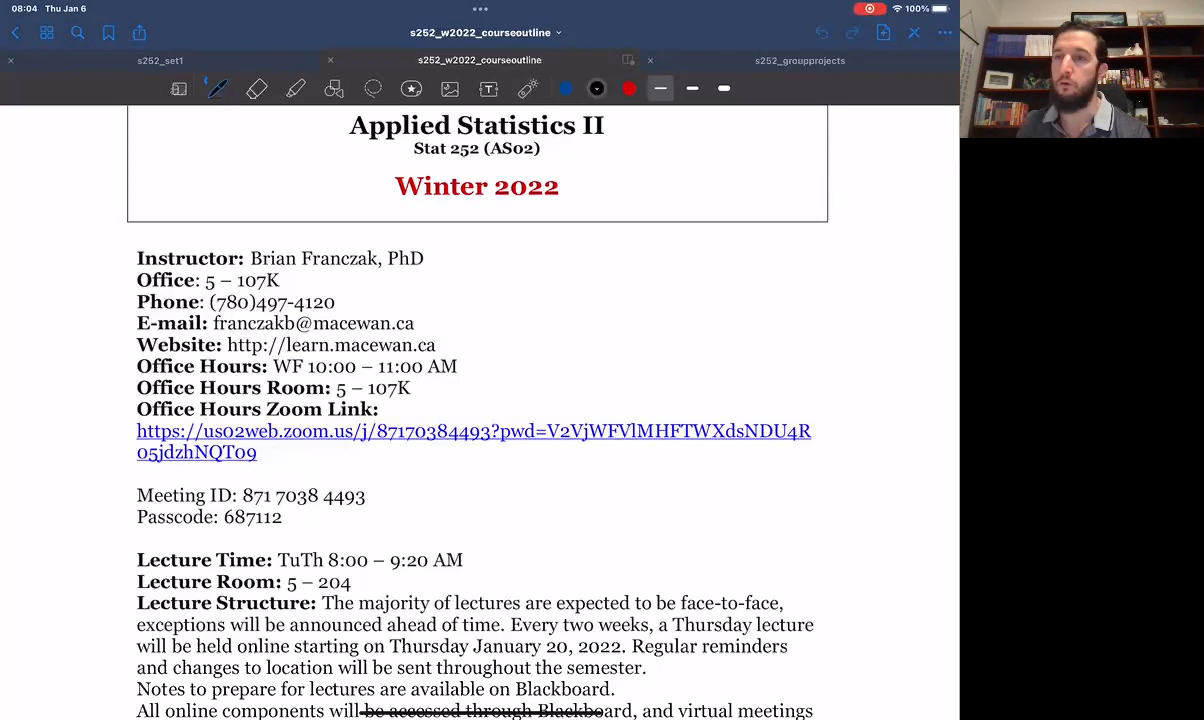 08:04 Thu Jan 6
100%
s252_w2022_courseoutline
s252_set1
s252_w2022_courseoutline
s252_groupprojects
Applied Statistics II
Stat 252 (AS02)
Winter 2022
Instructor: Brian Franczak, PhD
Office: 5 – 107K
Phone: (780)497-4120
E-mail: franczakb@macewan.ca
Website: http://learn.macewan.ca
Office Hours: WF 10:00 – 11:00 AM
Office Hours Room: 5 – 107K
Office Hours Zoom Link:
https://us02web.zoom.us/j/87170384493?pwd=V2VjWFVlMHFTWXdsNDU4R
05jdzhNQT09
Meeting ID: 871 7038 4493
Passcode: 687112
Lecture Time: TuTh 8:00 – 9:20 AM
Lecture Room: 5 – 204
Lecture Structure: The majority of lectures are expected to be face-to-face,
exceptions will be announced ahead of time. Every two weeks, a Thursday lecture
will be held online starting on Thursday January 20, 2022. Regular reminders
and changes to location will be sent throughout the semester.
Notes to prepare for lectures are available on Blackboard.
All online components will be accessed through Blackboard, and virtual meetings